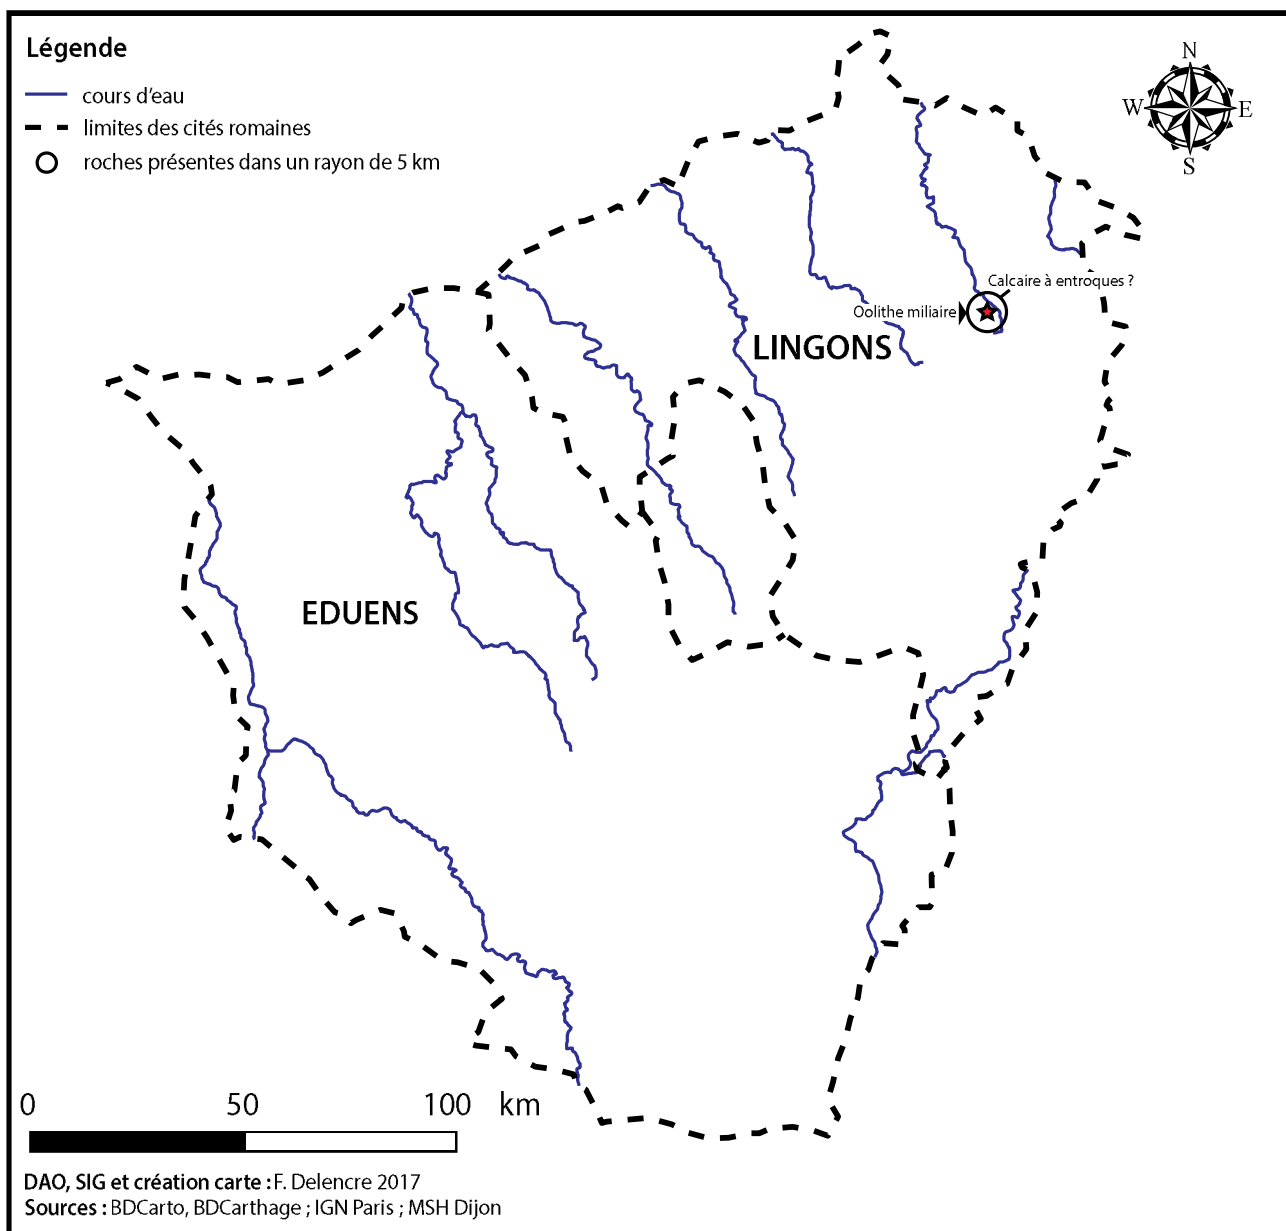 Légende
cours d'eau
limites des cités romaines
roches présentes dans un rayon de 5 km
N
W
E
S
Calcaire à entroques ?
Oolithe miliaire
LINGONS
EDUENS
0 50 100 km
DAO, SIG et création carte : F. Delencre 2017
Sources : BDCarto, BDCarthage ; IGN Paris ; MSH Dijon